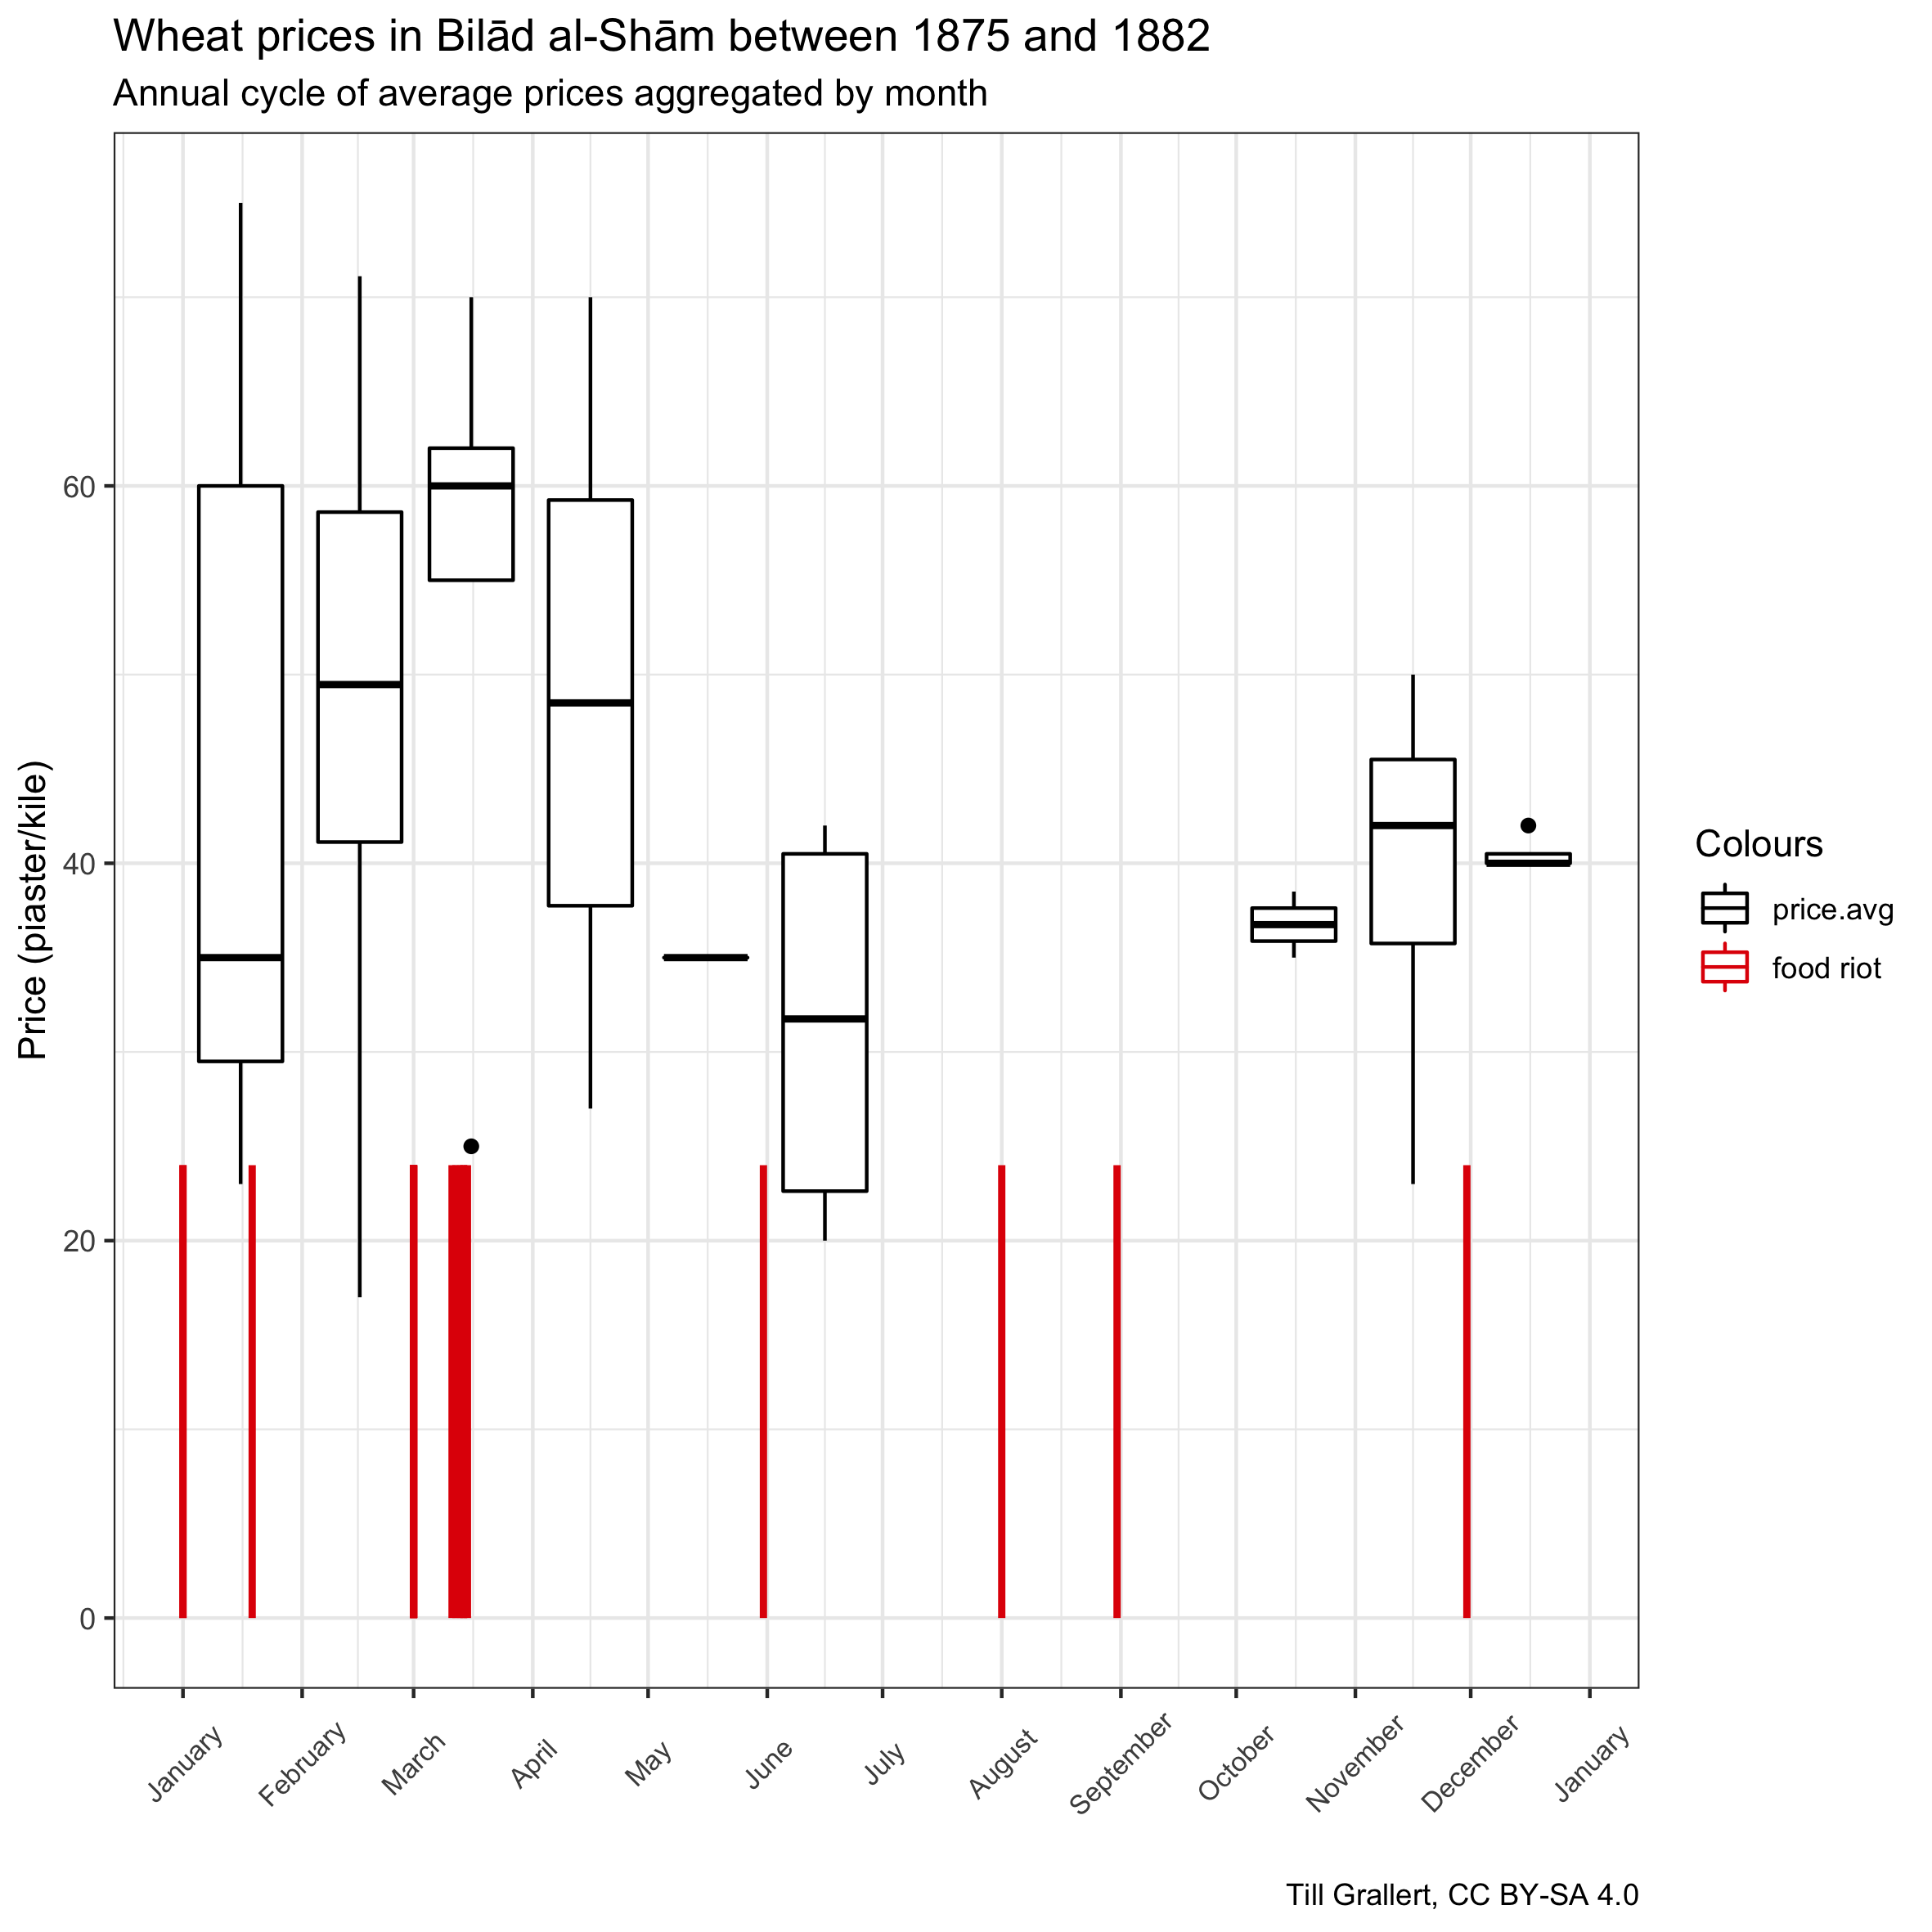 Wheat prices in Bilād al-Shām between 1875 and 1882
Annual cycle of average prices aggregated by month
Price (piaster/kile)
60
40
20
0
January
February
March
April
May
June
July
August
September
October
November
December
January
Colours
price.avg
food riot
Till Grallert, CC BY-SA 4.0